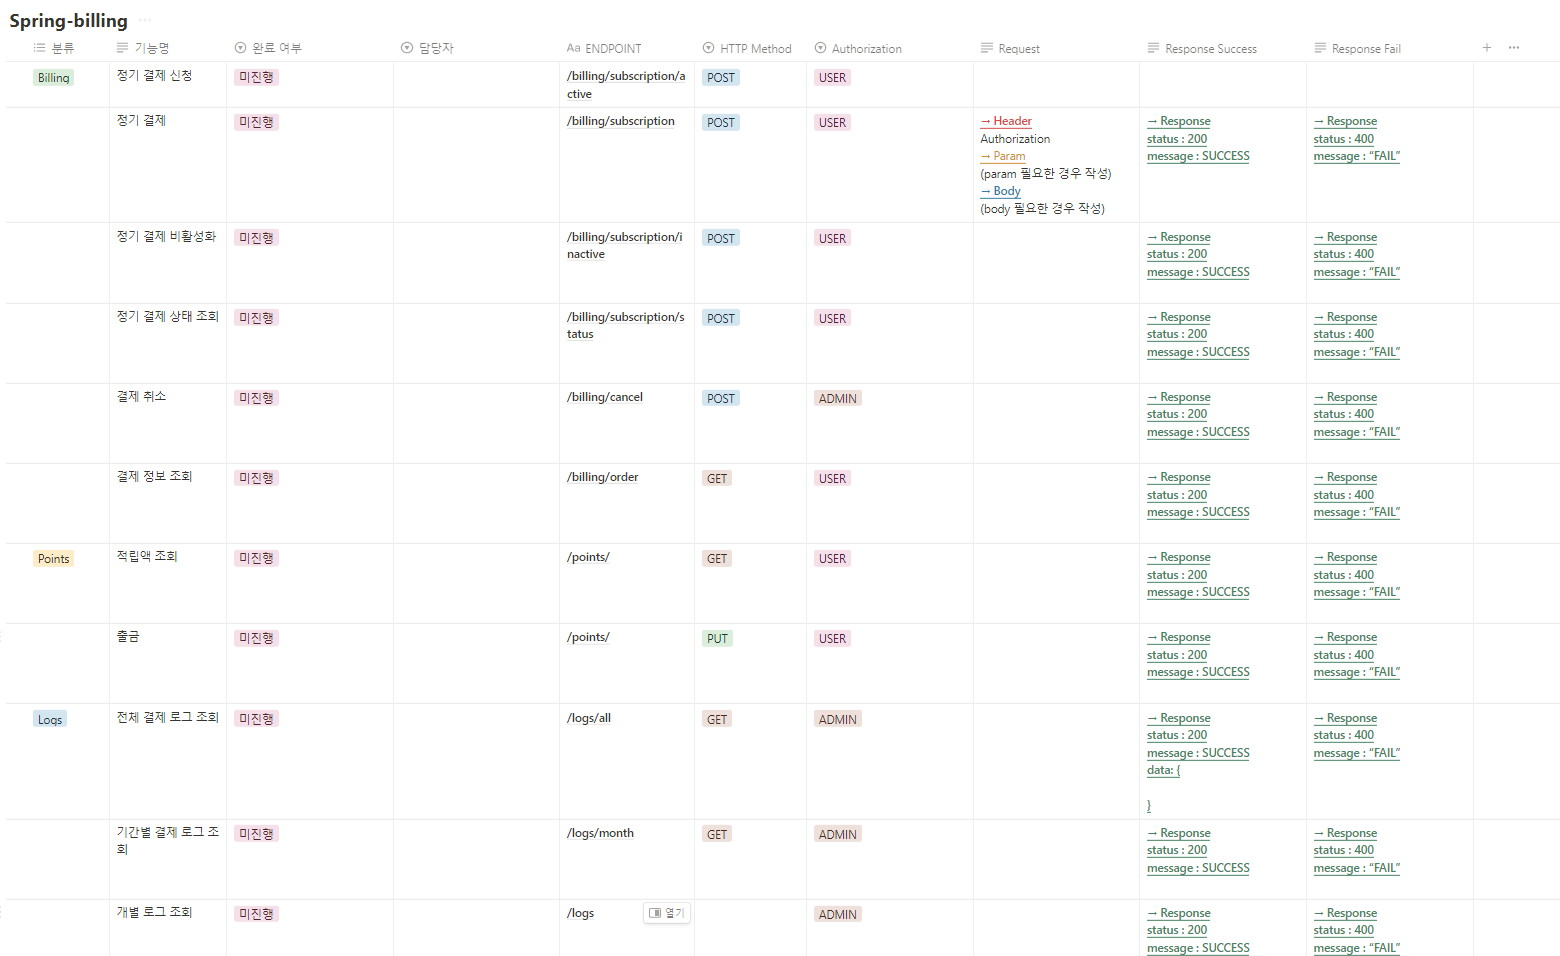 Spring-billing
분류 기능명 완료 여부 담당자 Aa ENDPOINT HTTP Method Authorization Request Response Success Response Fail
Billing 정기 결제 신청 미진행 /billing/subscription/a POST USER
ctive
정기 결제 미진행 /billing/subscription POST USER → Header → Response → Response
Authorization status : 200 status : 400
→ Param message : SUCCESS message : “FAIL”
(param 필요한 경우 작성)
→ Body
(body 필요한 경우 작성)
정기 결제 비활성화 미진행 /billing/subscription/i POST USER → Response → Response
nactive status : 200 status : 400
message : SUCCESS message : “FAIL”
정기 결제 상태 조회 미진행 /billing/subscription/s POST USER → Response → Response
tatus status : 200 status : 400
message : SUCCESS message : “FAIL”
결제 취소 미진행 /billing/cancel POST ADMIN → Response → Response
status : 200 status : 400
message : SUCCESS message : “FAIL”
결제 정보 조회 미진행 /billing/order GET USER → Response → Response
status : 200 status : 400
message : SUCCESS message : “FAIL”
Points 적립액 조회 미진행 /points/ GET USER → Response → Response
status : 200 status : 400
message : SUCCESS message : “FAIL”
출금 미진행 /points/ PUT USER → Response → Response
status : 200 status : 400
message : SUCCESS message : “FAIL”
Logs 전체 결제 로그 조회 미진행 /logs/all GET ADMIN → Response → Response
status : 200 status : 400
message : SUCCESS message : “FAIL”
data: {
}
기간별 결제 로그 조 미진행 /logs/month GET ADMIN → Response → Response
회 status : 200 status : 400
message : SUCCESS message : “FAIL”
개별 로그 조회 미진행 /logs 열기 ADMIN → Response → Response
status : 200 status : 400
message : SUCCESS message : “FAIL”